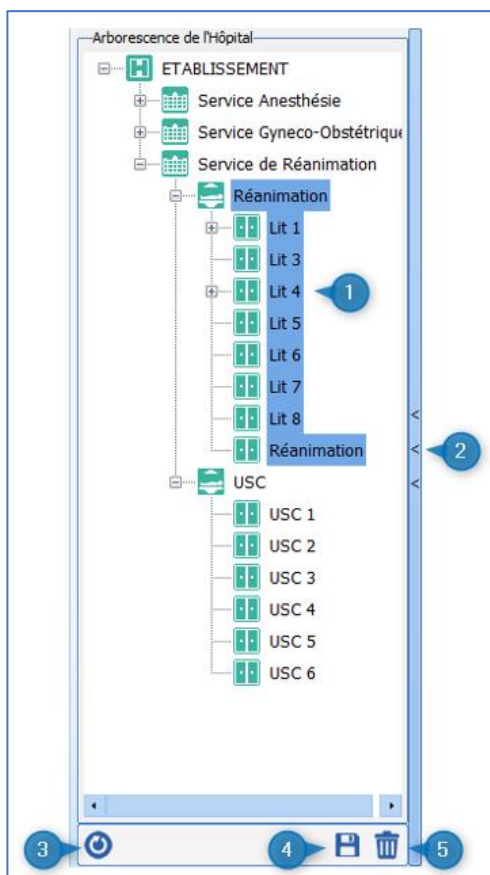 Arborescence de l'Hôpital
ETABLISSEMENT
Service Anesthésie
Service Gyneco-Obstétrique
Service de Réanimation
Réanimation
Lit 1
Lit 3
Lit 4
1
Lit 5
Lit 6
Lit 7
Lit 8
<
Réanimation
<
2
USC
<
USC 1
USC 2
USC 3
USC 4
USC 5
USC 6
3
4
5